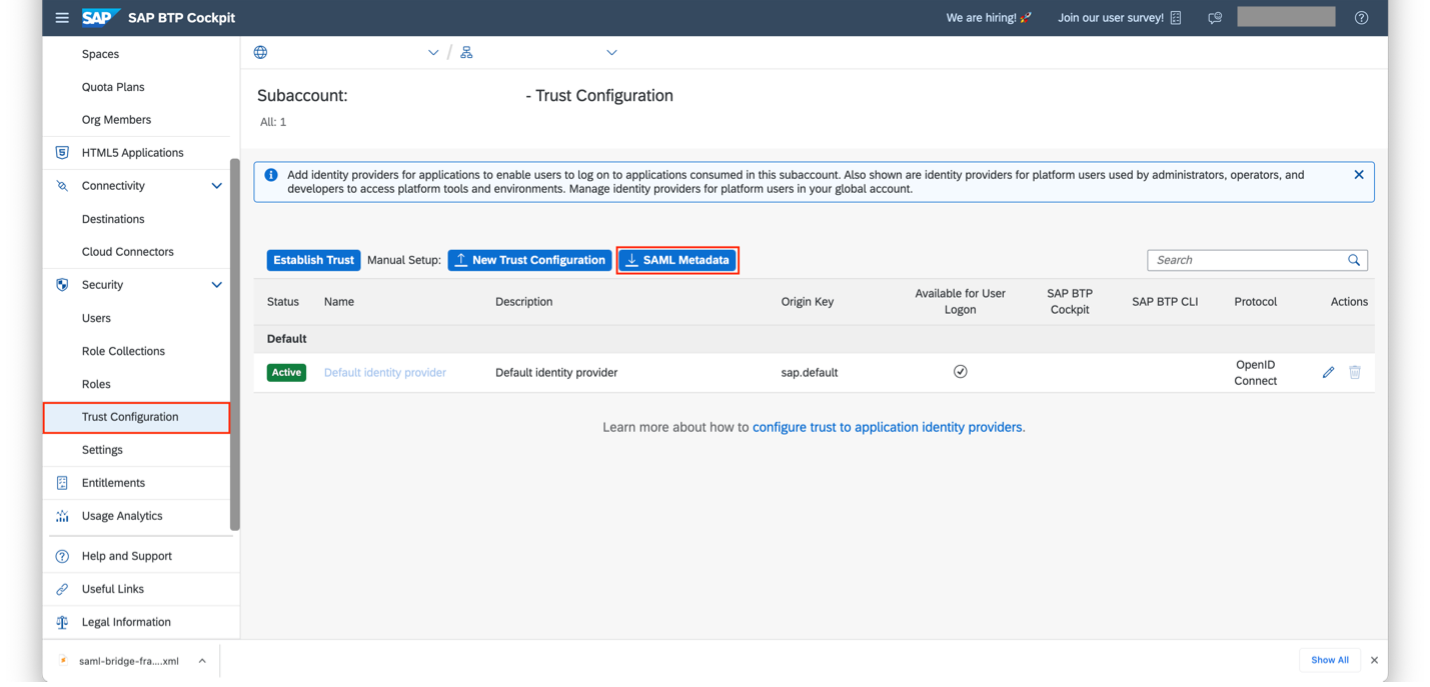 SAP SAP BTP Cockpit
We are hiring! 🚀 Join our user survey!
Spaces
Quota Plans
Org Members
HTML5 Applications
Connectivity
Destinations
Cloud Connectors
Security
Users
Role Collections
Roles
Trust Configuration
Settings
Entitlements
Usage Analytics
Help and Support
Useful Links
Legal Information
/
Subaccount: - Trust Configuration
All: 1
Add identity providers for applications to enable users to log on to applications consumed in this subaccount. Also shown are identity providers for platform users used by administrators, operators, and
developers to access platform tools and environments. Manage identity providers for platform users in your global account.
Establish Trust Manual Setup: New Trust Configuration SAML Metadata Search
Status Name Description Origin Key Available for User Logon SAP BTP Cockpit SAP BTP CLI Protocol Actions
Default
Active Default identity provider Default identity provider sap.default OpenID Connect
Learn more about how to configure trust to application identity providers.
saml-bridge-fra....xml Show All